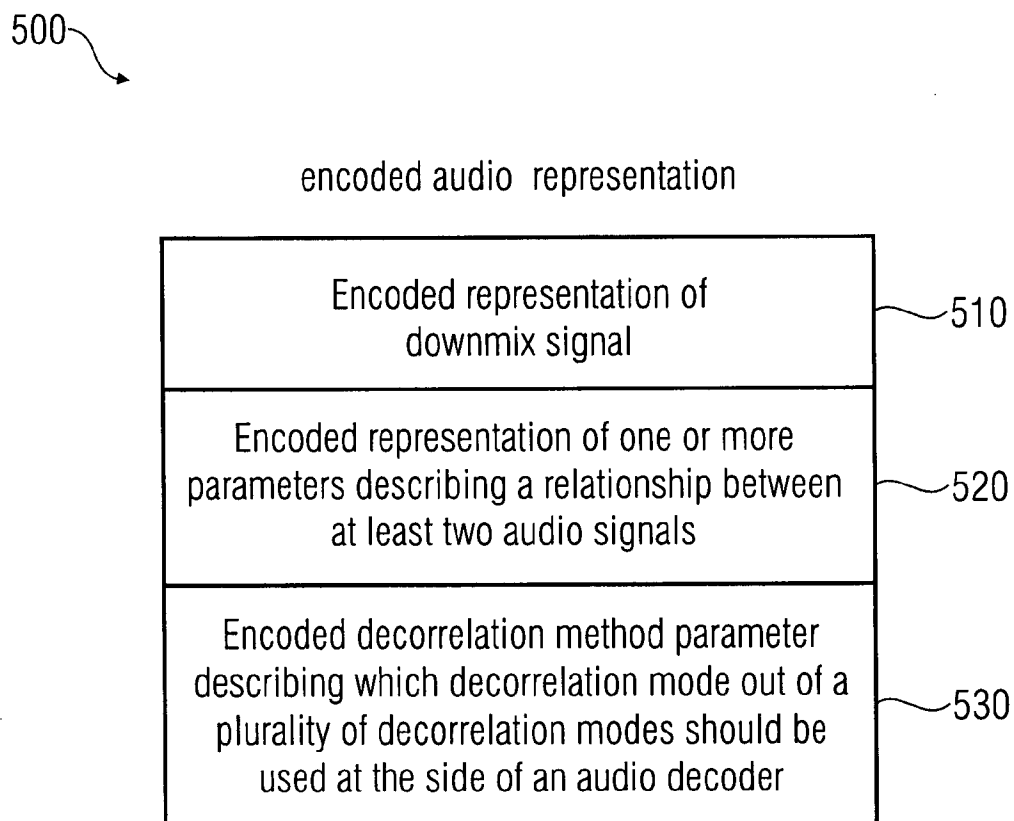 500
encoded audio representation
Encoded representation of
downmix signal
510
Encoded representation of one or more
parameters describing a relationship between
at least two audio signals
520
Encoded decorrelation method parameter
describing which decorrelation mode out of a
plurality of decorrelation modes should be
used at the side of an audio decoder
530